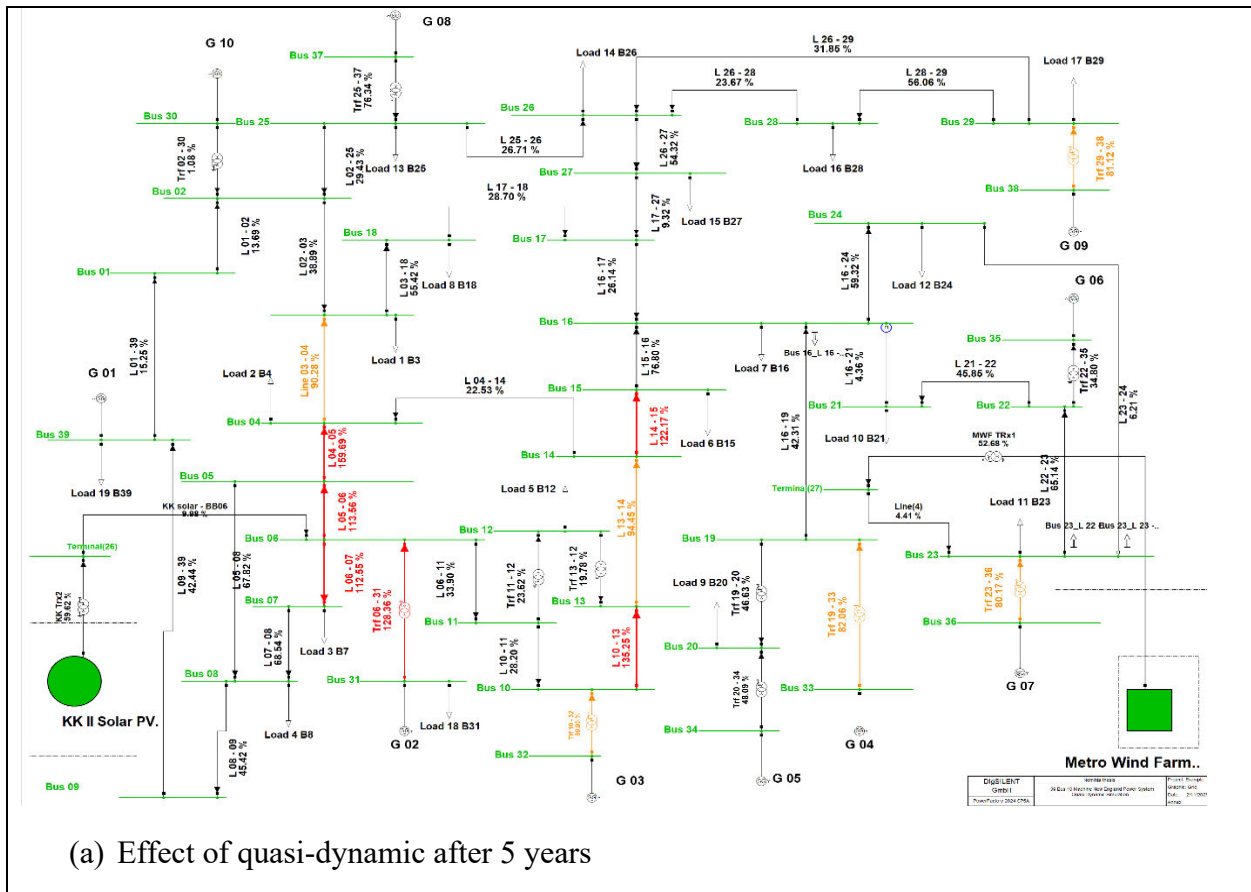 G 08
G 10
Bus 37
Trf 25 - 37
76.34 %
Load 14 B26
L 26 - 29
31.85 %
Load 17 B29
L 26 - 28
23.67 %
L 28 - 29
56.06 %
Bus 30
Bus 25
Bus 26
Bus 28
Bus 29
Trf 02 - 30
1.08 %
L 02 - 25
29.43 %
Load 13 B25
L 25 - 26
26.71 %
L 26 - 27
54.32 %
Load 16 B28
Trf 29 - 38
81.12 %
Bus 02
L 17 - 18
28.70 %
Bus 27
Bus 38
L 01 - 02
13.69 %
L 02 - 03
38.89 %
Bus 18
L 17 - 27
9.32 %
Load 15 B27
Bus 24
G 09
Bus 17
Bus 01
L 03 - 18
55.42 %
Load 8 B18
L 16 - 17
26.14 %
L 16 - 24
59.32 %
Load 12 B24
G 06
L 01 - 39
15.25 %
Bus 16
Bus 35
Line 03 - 04
90.28 %
Load 1 B3
L 15 - 16
76.80 %
Load 7 B16
Bus 16_L 16 -...
L 16 - 21
4.36 %
L 21 - 22
45.85 %
Trf 22 - 35
34.80 %
L 23 - 24
6.21 %
G 01
Load 2 B4
L 04 - 14
22.53 %
Bus 15
Bus 21
Bus 22
Bus 39
Bus 04
L 14 - 15
122.17 %
Load 6 B15
L 16 - 19
42.31 %
Load 10 B21
MWF TRx1
52.68 %
L 04 - 05
159.69 %
Bus 14
Load 19 B39
Bus 05
Load 5 B12
Terminal(27)
Load 11 B23
L 22 - 23
65.14 %
KK solar - BB06
9.98 %
L 05 - 06
113.56 %
L 13 - 14
94.45 %
Line(4)
4.41 %
Bus 23_L 22
Bus 23_L 23 -..
Bus 12
Bus 06
Bus 19
Bus 23
Terminal(26)
L 09 - 39
42.44 %
L 05 - 08
67.82 %
L 06 - 07
112.55 %
Trf 06 - 31
128.36 %
L 06 - 11
33.90 %
Trf 11 - 12
23.62 %
Trf 13 - 12
19.78 %
Load 9 B20
Trf 19 - 20
46.63 %
Trf 19 - 33
82.06 %
Trf 23 - 36
80.17 %
KK Trx2
59.62 %
Bus 07
Bus 13
Bus 11
Bus 36
L 07 - 08
68.54 %
Load 3 B7
L 10 - 11
28.20 %
L 10 - 13
135.25 %
Bus 20
Bus 08
Bus 31
Bus 10
Trf 20 - 34
48.09 %
Bus 33
G 07
KK II Solar PV.
L 08 - 09
45.42 %
Load 4 B8
Load 18 B31
G 02
Bus 34
G 04
Bus 32
Bus 09
G 03
G 05
Metro Wind Farm..
DIgSILENT
GmbH
PowerFactory 2024 CP6A
39 Bus 10 Machine New England Power System
Quasi Dynamic Simulation
Project: Example
Graphic: Grid
Date:
Annex:
(a) Effect of quasi-dynamic after 5 years